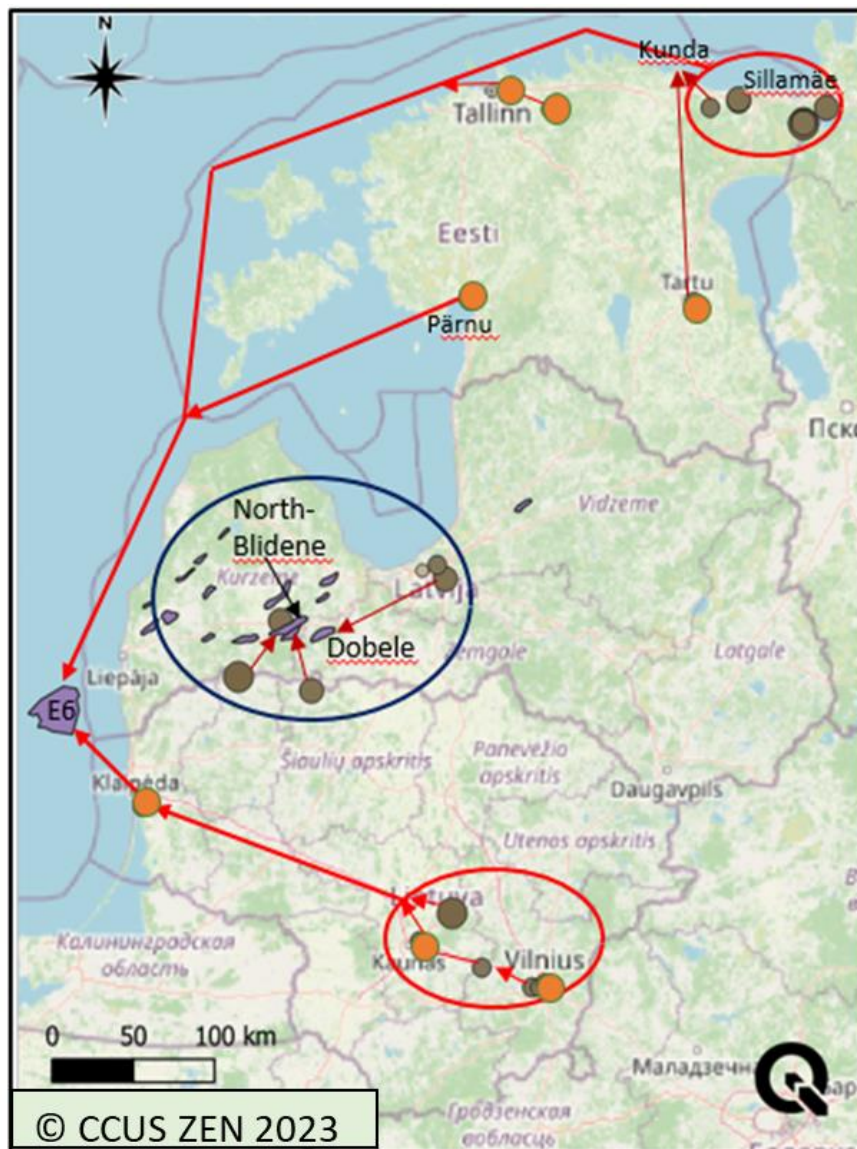 N
Kunda
Sillamäe
Tallinn
Eesti
Tartu
Pärnu
Пско
North-
Blidene
Vidzeme
Kurzeme
Latvija
Dobele
Zemgale
Latgale
Liepāja
E6
Šiaulių apskritis
Panevėžio
apskritis
Klaipėda
Daugavpils
Utenos apskritis
Lietuva
Калининградская
область
Kaunas
Vilnius
0 50 100 km
Маладзечна
Гродзенская
вобласць
© CCUS ZEN 2023